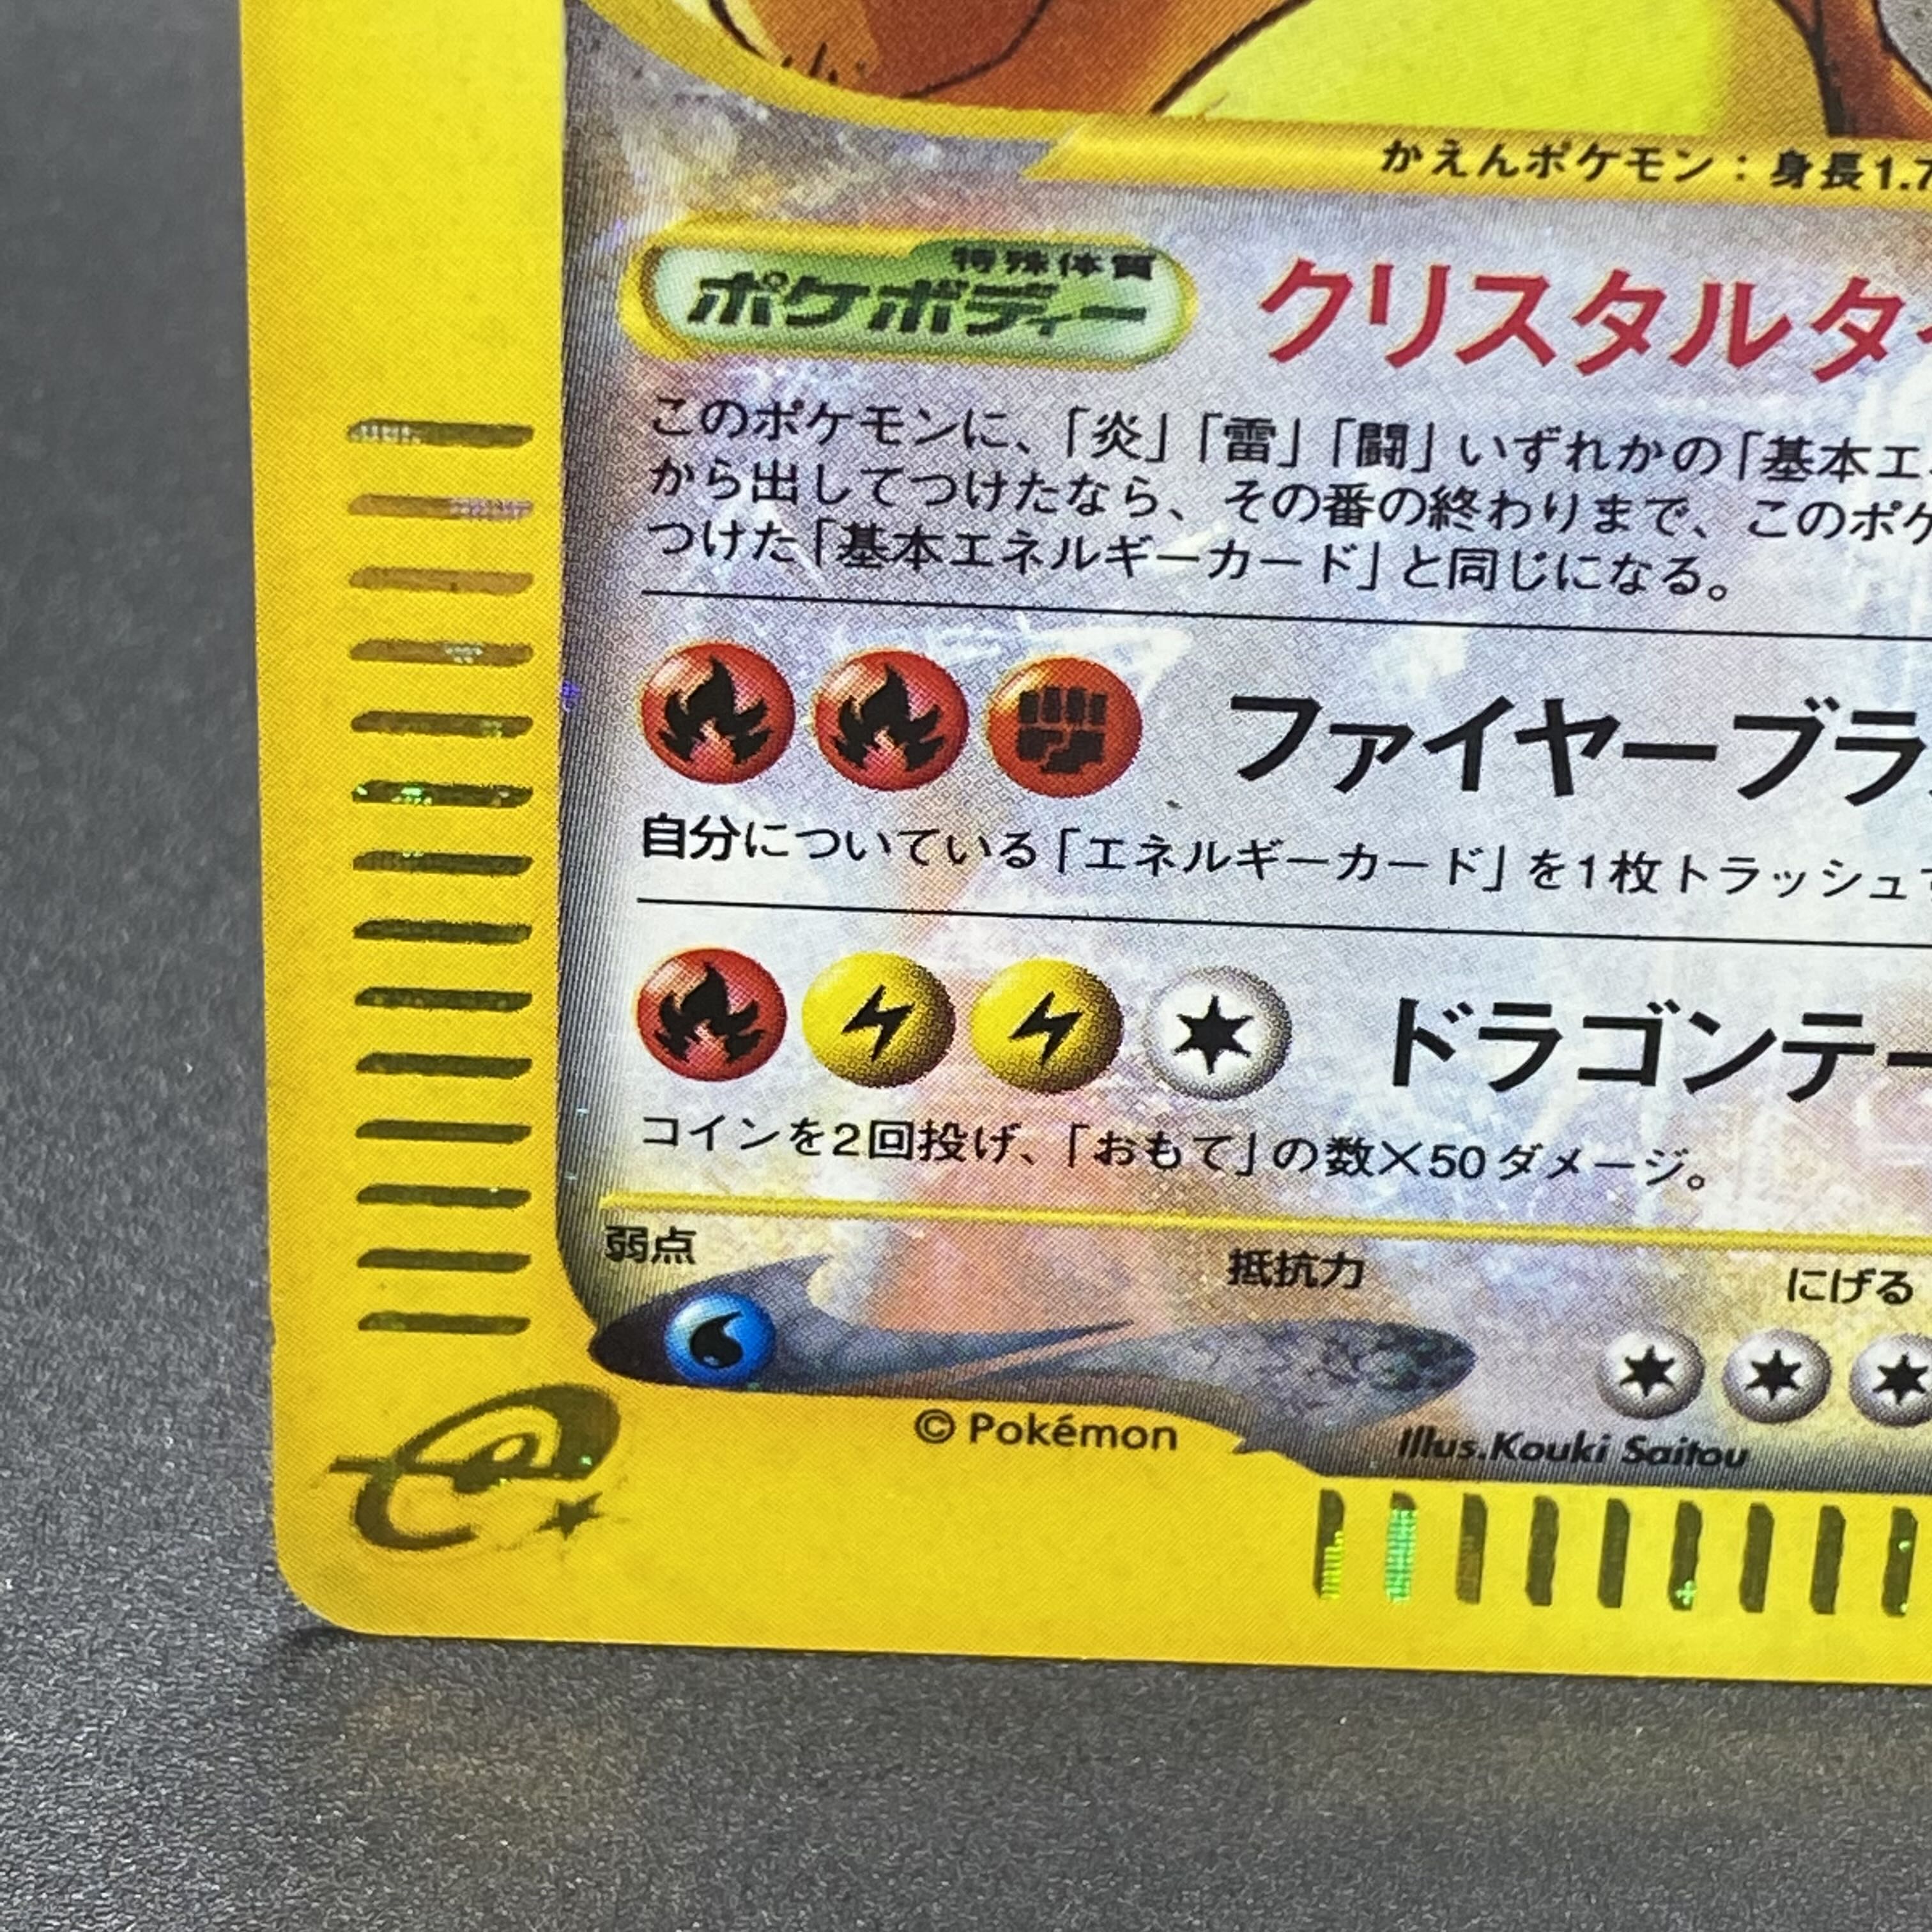 かえんポケモン：身長1.7
特殊体質
ポケボディー
クリスタルタイ
このポケモンに、「炎」「雷」「闘」いずれかの「基本エネ
から出してつけたなら、その番の終わりまで、このポケ
つけた「基本エネルギーカード」と同じになる。
ファイヤーブラ
自分についている「エネルギーカード」を1枚トラッシュ
ドラゴンテー
コインを2回投げ、「おもて」の数×50ダメージ。
弱点 抵抗力 にげる
© Pokémon
Illus.Kouki Saitou
e